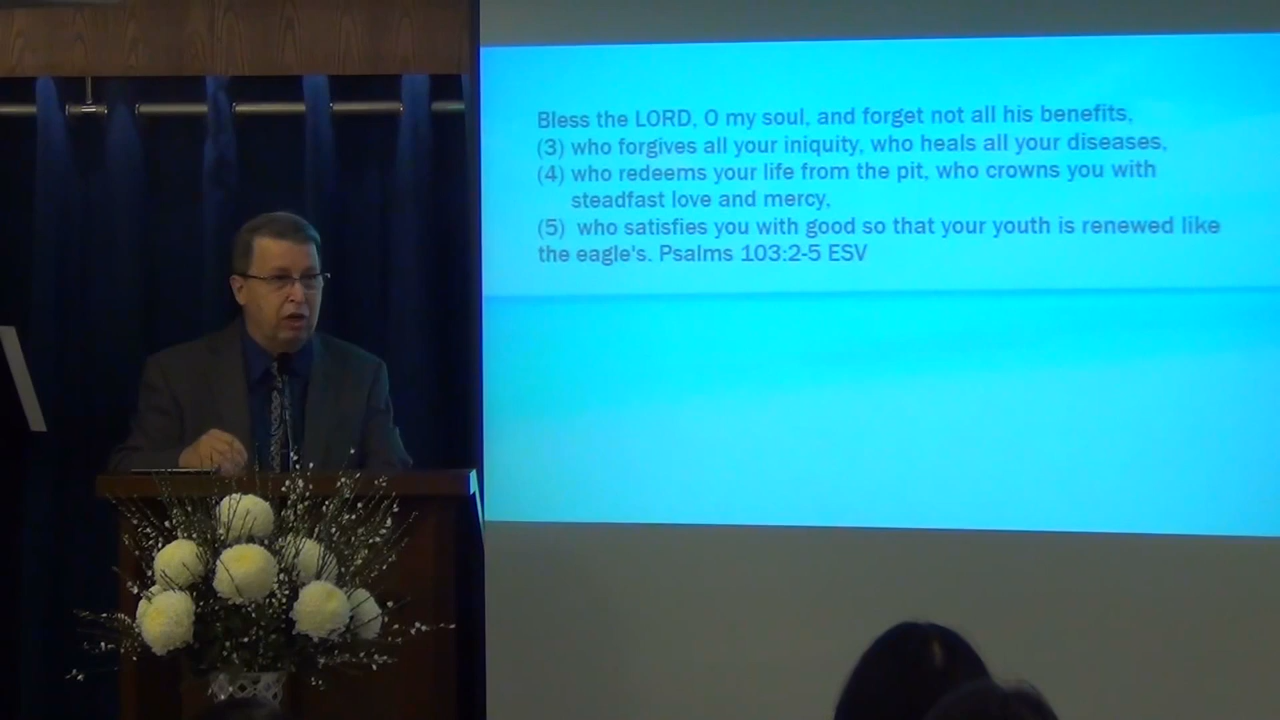 Bless the LORD, O my soul, and forget not all his benefits,
(3) who forgives all your iniquity, who heals all your diseases,
(4) who redeems your life from the pit, who crowns you with
steadfast love and mercy,
(5) who satisfies you with good so that your youth is renewed like
the eagle's. Psalms 103:2-5 ESV